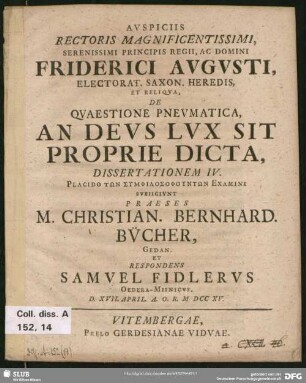 AVSPICIIS
RECTORIS MAGNIFICENTISSIMI,
SERENISSIMI PRINCIPIS REGII, AC DOMINI
FRIDERICI AVGVSTI,
ELECTORAT. SAXON. HEREDIS,
ET RELIQVA,
DE
QVAESTIONE PNEVMATICA,
AN DEVS LVX SIT
PROPRIE DICTA,
DISSERTATIONEM IV.
PLACIDO ΤΩΝ ΣΥΜΦΙΛΟΣΟΦΟΥΝΤΩΝ EXAMINI
SVBIICIVNT
PRAESES
M. CHRISTIAN. BERNHARD.
BÜCHER,
GEDAN.
ET
RESPONDENS
SAMVEL FIDLERVS
OEDERA-MISNICVS,
D. XVII. APRIL. A. O. R. M DCC XV.
VITEMBERGAE,
PRELO GERDESIANAE VIDVAE.
Coll. diss. A
152, 14
SLUB
DFG